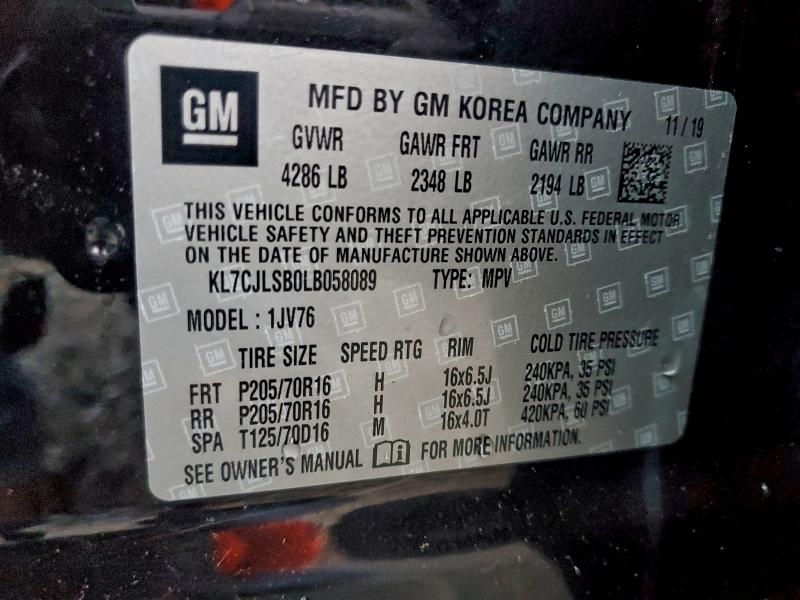 GM
MFD BY GM KOREA COMPANY 11 / 19
GVWR GAWR FRT GAWR RR
4286 LB 2348 LB 2194 LB
THIS VEHICLE CONFORMS TO ALL APPLICABLE U.S. FEDERAL MOTOR
VEHICLE SAFETY AND THEFT PREVENTION STANDARDS IN EFFECT
ON THE DATE OF MANUFACTURE SHOWN ABOVE.
KL7CJLSB0LB058089 TYPE: MPV
MODEL : 1JV76
TIRE SIZE SPEED RTG RIM COLD TIRE PRESSURE
FRT P205/70R16 H 16x6.5J 240KPA, 35 PSI
RR P205/70R16 H 16x6.5J 240KPA, 35 PSI
SPA T125/70D16 M 16x4.0T 420KPA, 60 PSI
SEE OWNER'S MANUAL FOR MORE INFORMATION.